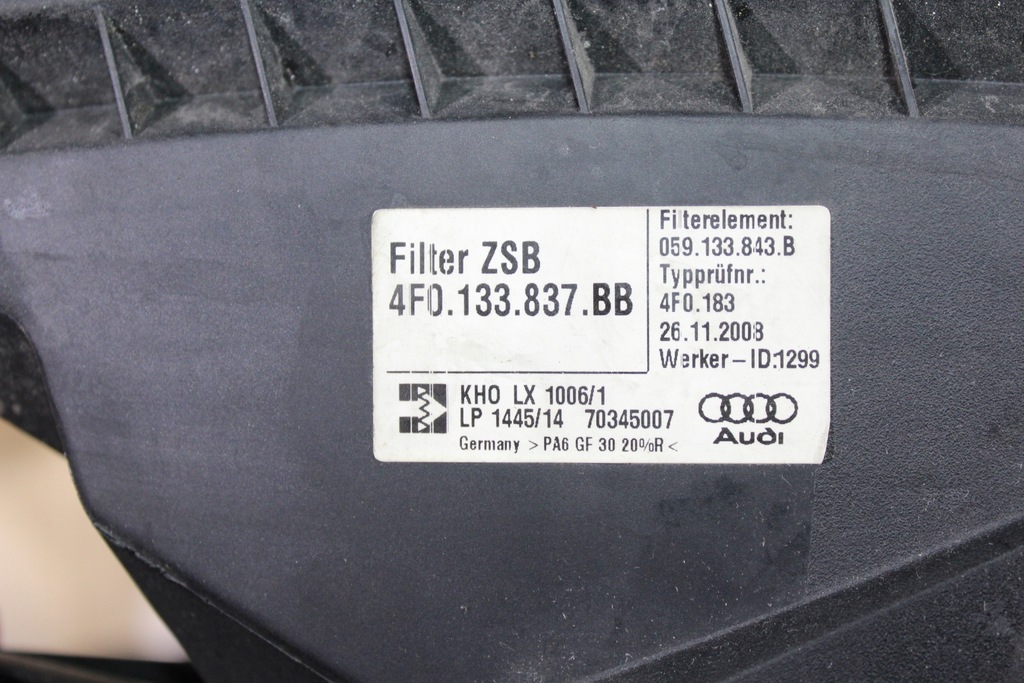 Filter ZSB
4F0.133.837.BB
Filterelement:
059.133.843.B
Typprüfnr.:
4F0.183
26.11.2008
Werker-ID:1299
KHO LX 1006/1
LP 1445/14 70345007
Germany >PA6 GF 30 20%R<
Audi